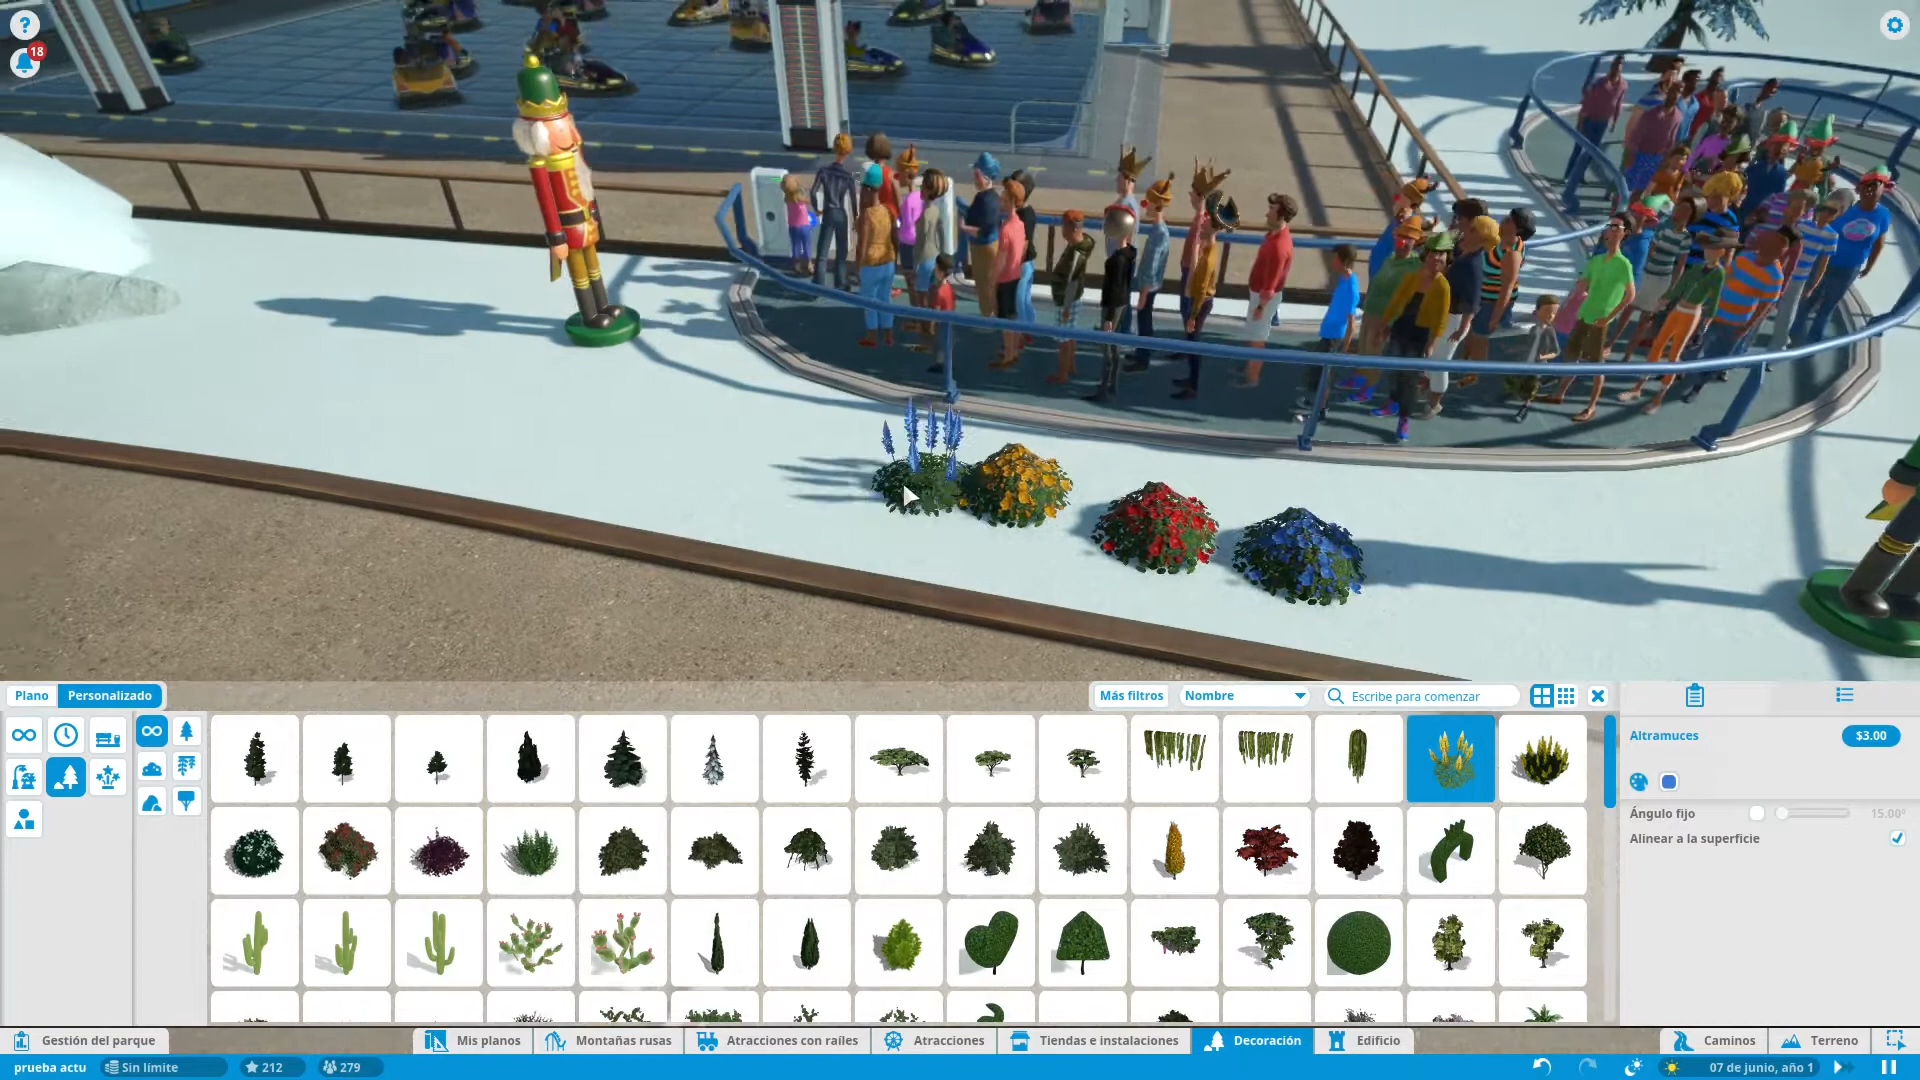 ?
18
Plano
Personalizado
Más filtros
Nombre
Escribe para comenzar
Altramuces
$3.00
Ángulo fijo
15.00º
Alinear a la superficie
Gestión del parque
Mis planos
Montañas rusas
Atracciones con raíles
Atracciones
Tiendas e instalaciones
Decoración
Edificio
Caminos
Terreno
prueba actu
Sin límite
212
279
07 de junio, año 1